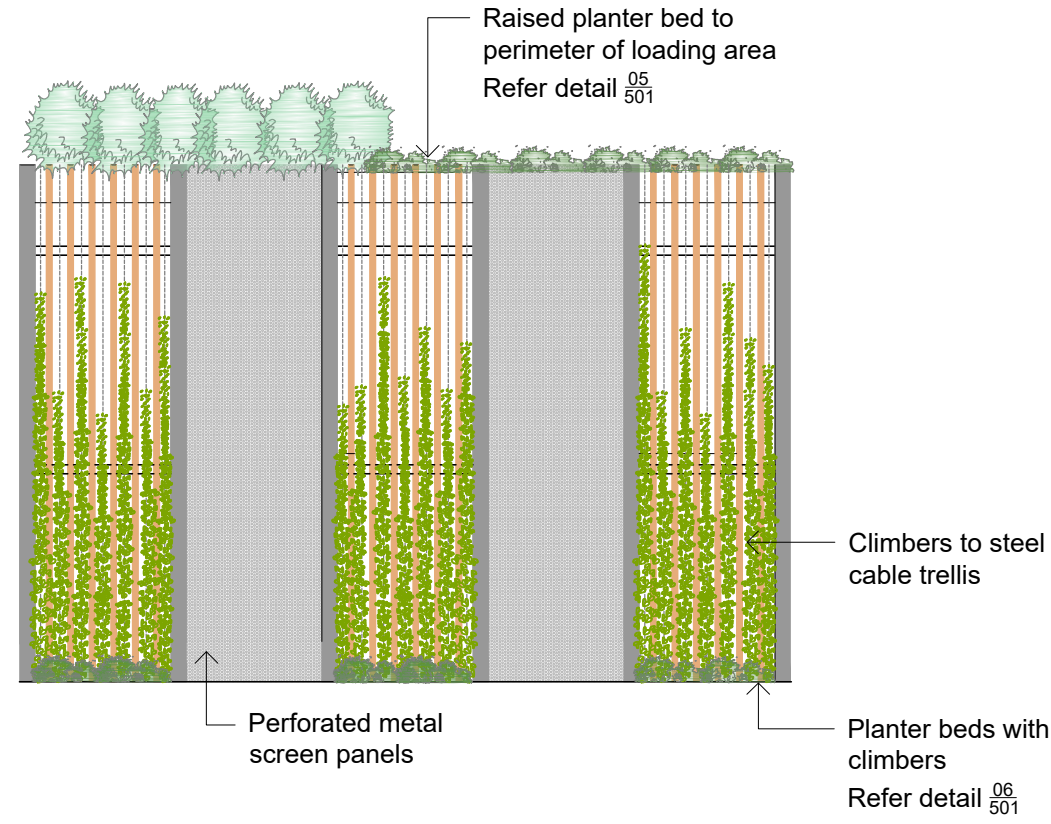 Raised planter bed to
perimeter of loading area
Refer detail 05/501
Climbers to steel
cable trellis
Perforated metal
screen panels
Planter beds with
climbers
Refer detail 06/501